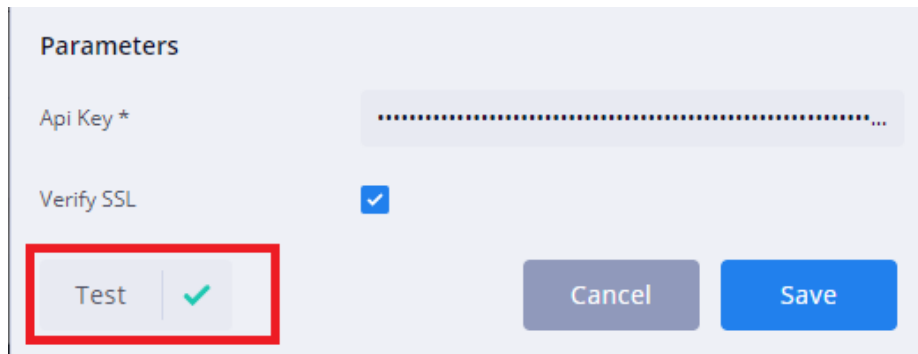 Parameters
Api Key *
••••••••••••••••••••••••••••••••••••••••••••••••••••••••••••••...
Verify SSL
Test
Cancel
Save